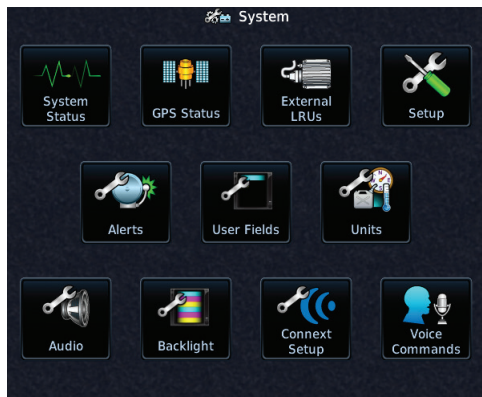 System
System
Status
GPS Status
External
LRUs
Setup
Alerts
User Fields
Units
Audio
Backlight
Connext
Setup
Voice
Commands